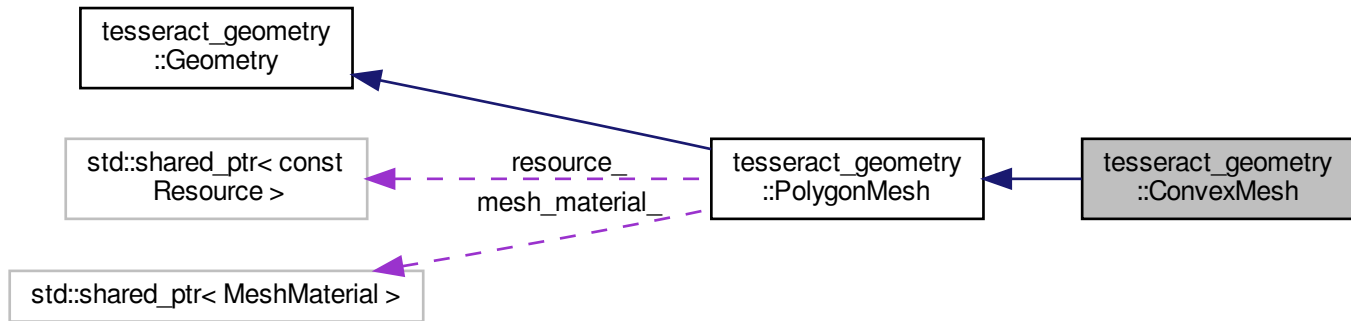 tesseract_geometry
::Geometry
std::shared_ptr< const
Resource >
resource_
mesh_material_
std::shared_ptr< MeshMaterial >
tesseract_geometry
::PolygonMesh
tesseract_geometry
::ConvexMesh